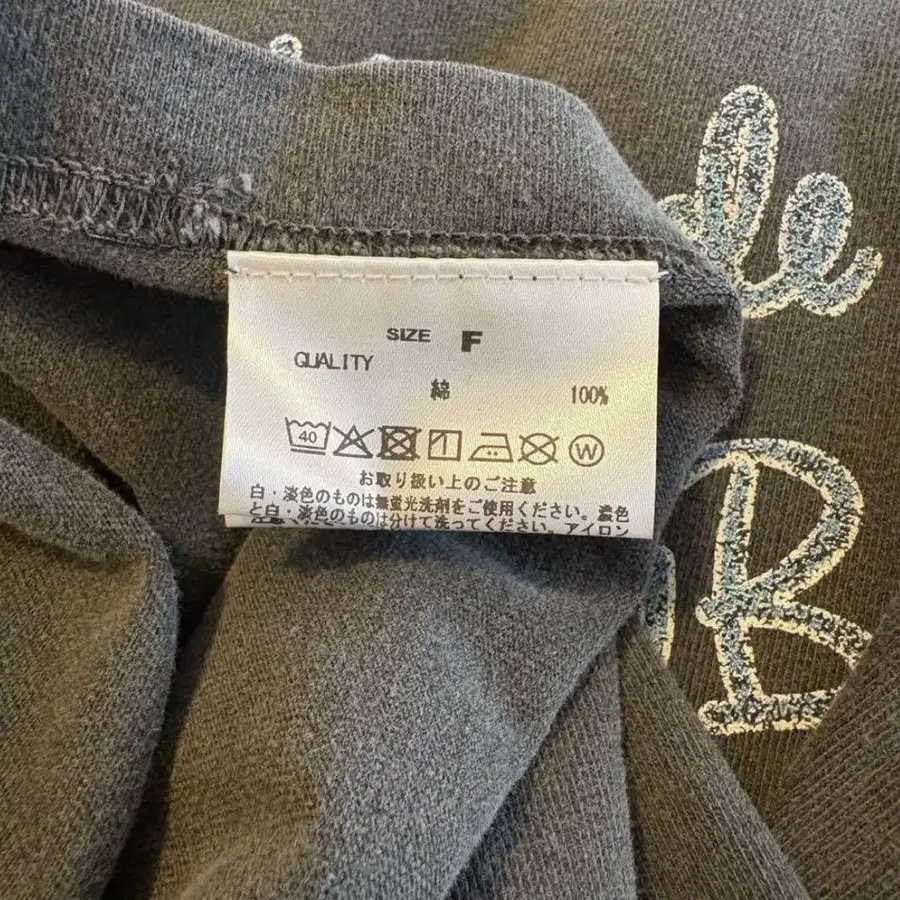 de
B
SIZE F
QUALITY
綿 100%
40
W
お取り扱い上のご注意
白・淡色のものは無蛍光洗剤をご使用ください。濃色
と白・淡色のものは分けて洗ってください。アイロン